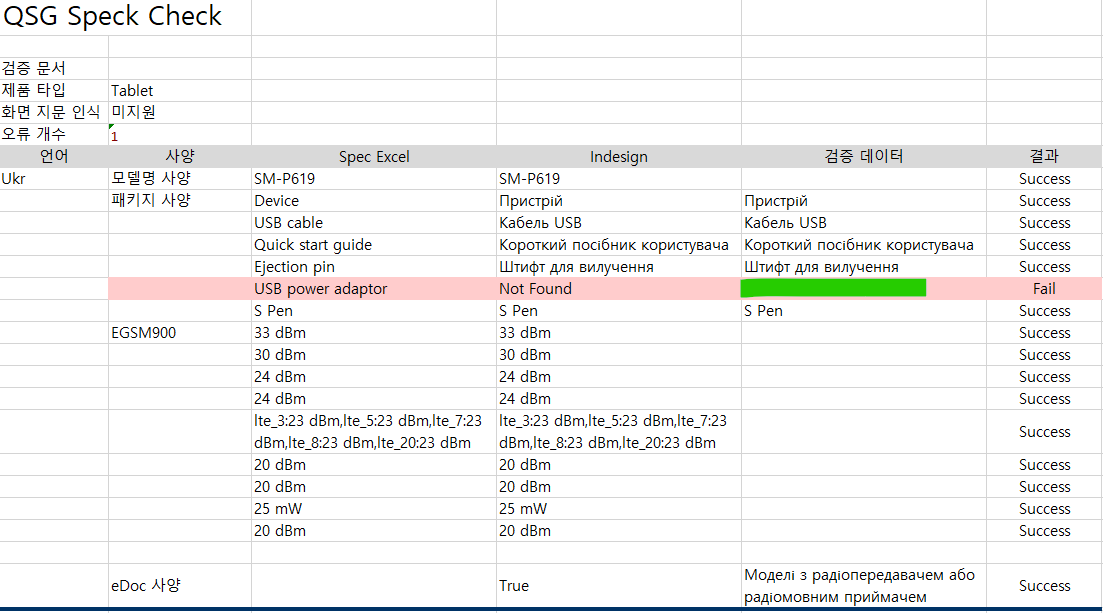 QSG Speck Check
검증 문서
제품 타입 Tablet
화면 지문 인식 미지원
오류 개수 1
언어 사양 Spec Excel Indesign 검증 데이터 결과
Ukr 모델명 사양 SM-P619 SM-P619 Success
패키지 사양 Device Пристрій Пристрій Success
USB cable Кабель USB Кабель USB Success
Quick start guide Короткий посібник користувача Короткий посібник користувача Success
Ejection pin Штифт для вилучення Штифт для вилучення Success
USB power adaptor Not Found Fail
S Pen S Pen S Pen Success
EGSM900 33 dBm 33 dBm Success
30 dBm 30 dBm Success
24 dBm 24 dBm Success
24 dBm 24 dBm Success
lte_3:23 dBm,lte_5:23 dBm,lte_7:23 lte_3:23 dBm,lte_5:23 dBm,lte_7:23
dBm,lte_8:23 dBm,lte_20:23 dBm dBm,lte_8:23 dBm,lte_20:23 dBm Success
20 dBm 20 dBm Success
20 dBm 20 dBm Success
25 mW 25 mW Success
20 dBm 20 dBm Success
eDoc 사양 True Моделі з радіопередавачем або
радіомовним приймачем Success